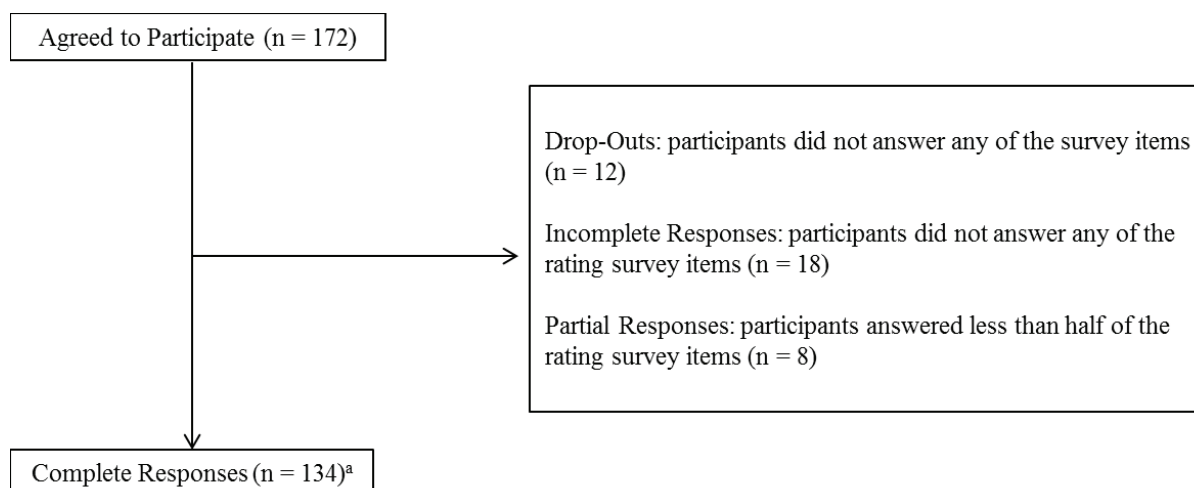 Agreed to Participate (n = 172)
Drop-Outs: participants did not answer any of the survey items
(n = 12)
Incomplete Responses: participants did not answer any of the
rating survey items (n = 18)
Partial Responses: participants answered less than half of the
rating survey items (n = 8)
Complete Responses (n = 134)ᵃ